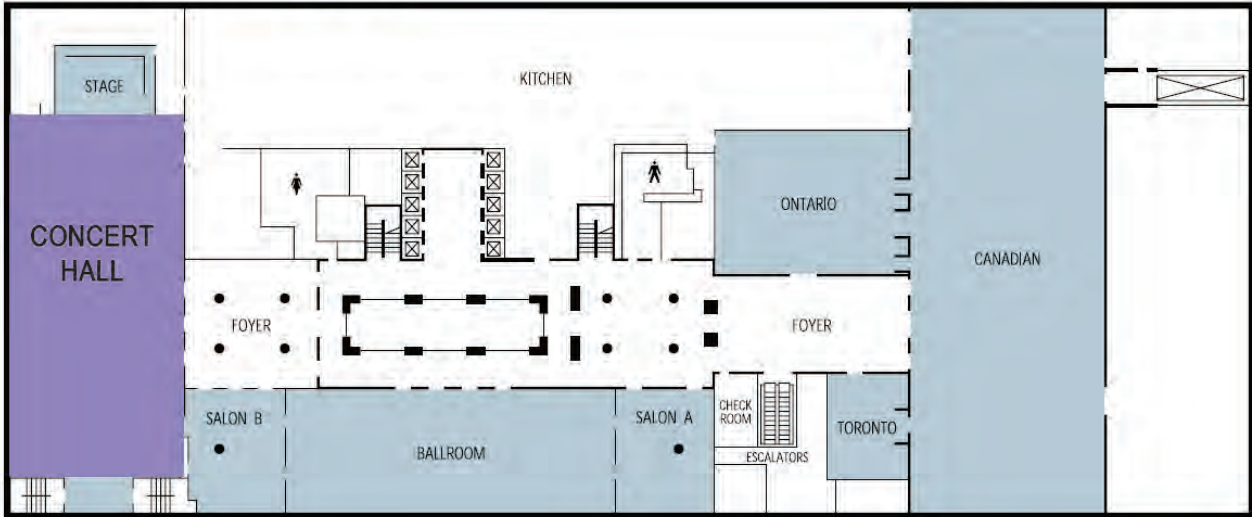 STAGE
KITCHEN
CONCERT
HALL
ONTARIO
CANADIAN
FOYER
FOYER
SALON B
BALLROOM
SALON A
CHECK
ROOM
ESCALATORS
TORONTO